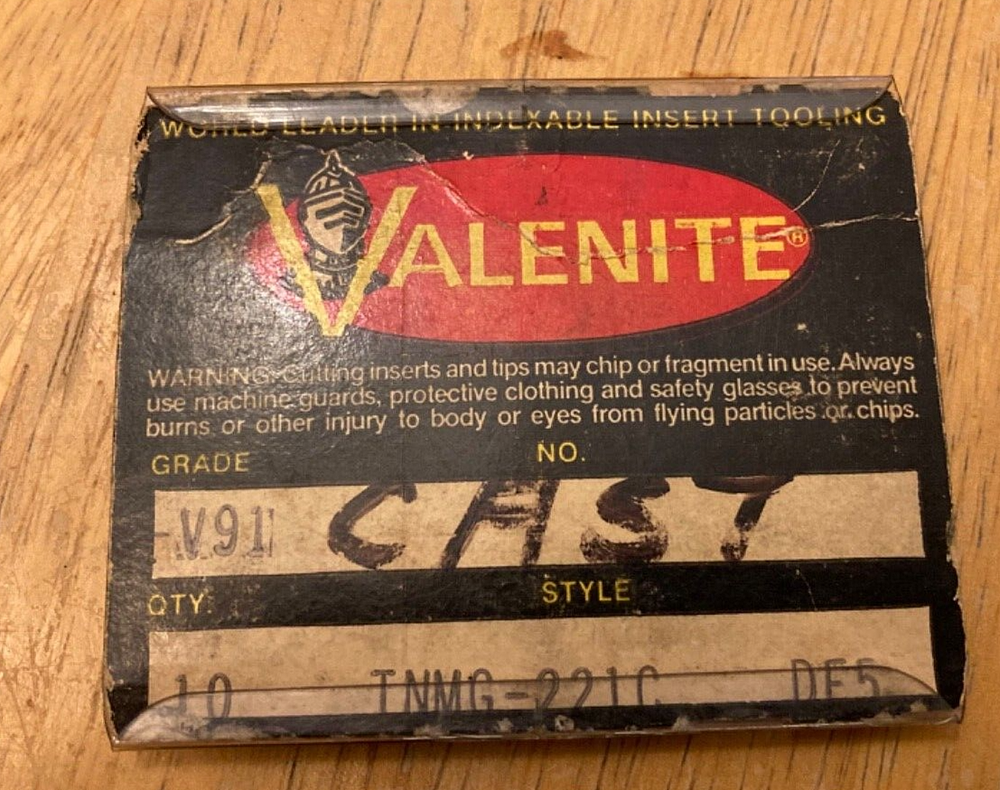 WORLD LEADER IN INDEXABLE INSERT TOOLING
VALENITE®
WARNING: Cutting inserts and tips may chip or fragment in use. Always
use machine guards, protective clothing and safety glasses to prevent
burns or other injury to body or eyes from flying particles or chips.
GRADE NO.
V91 CAST
QTY. STYLE
10 TNMG-221C DE5